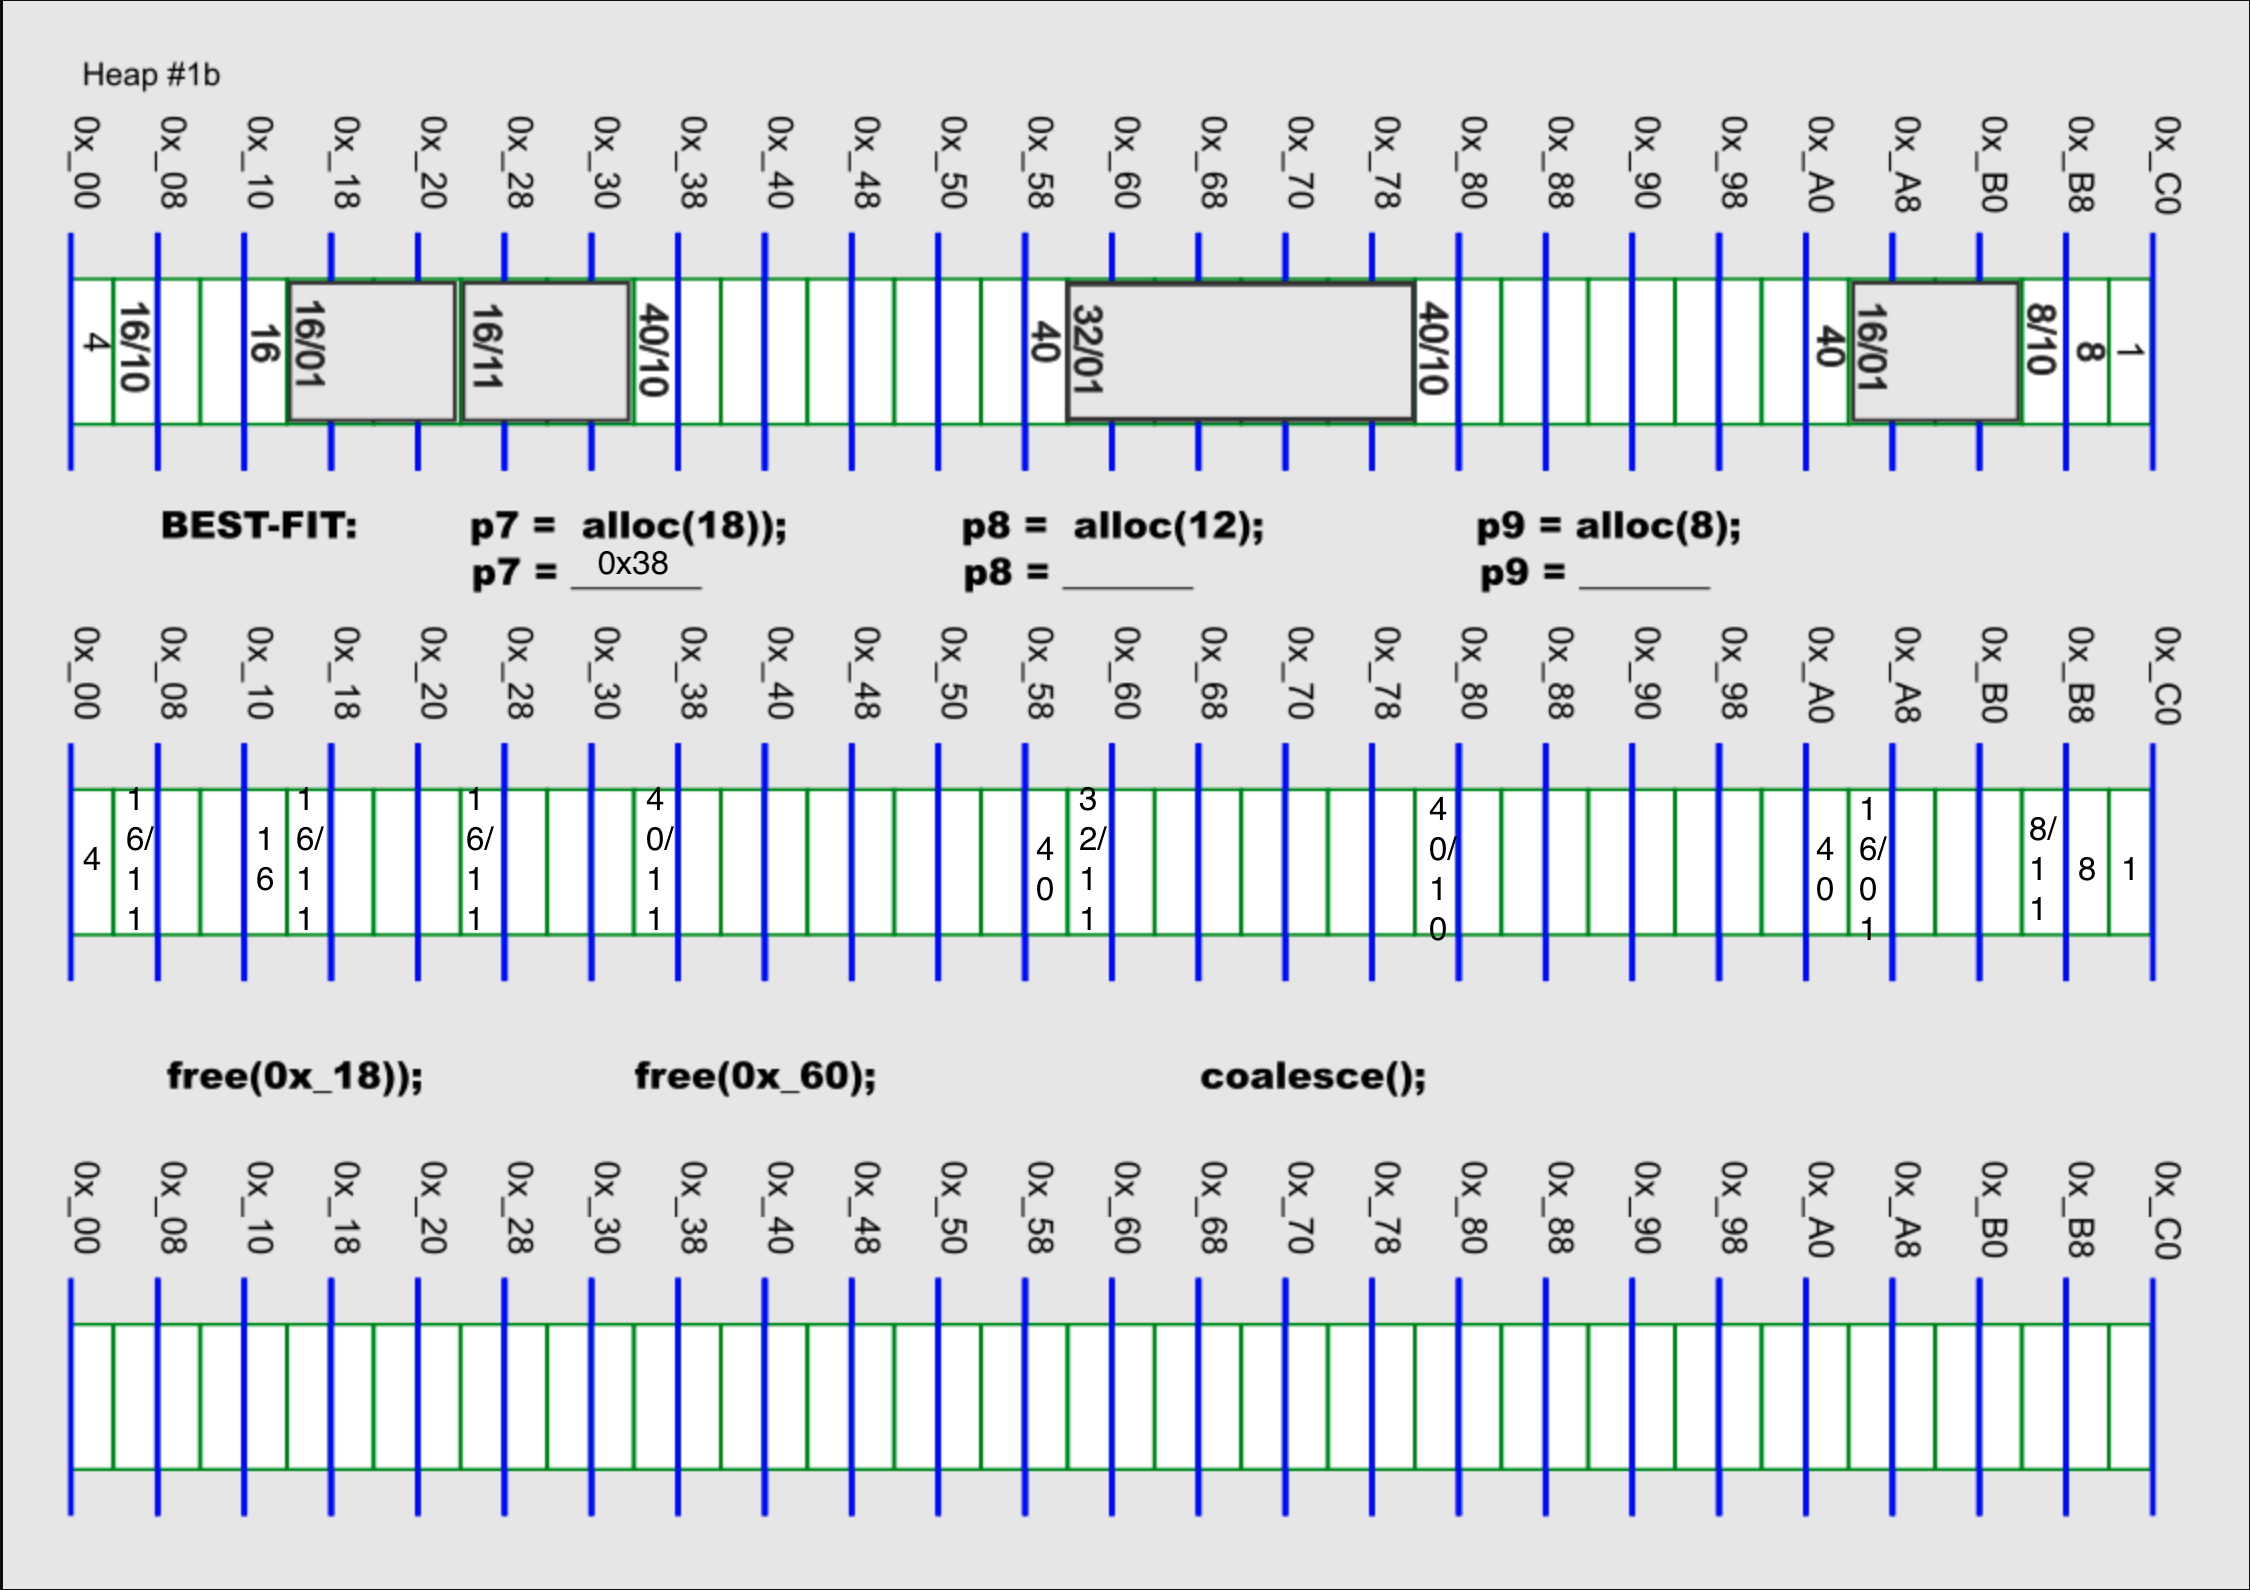 Heap #1b
0x_00 0x_08 0x_10 0x_18 0x_20 0x_28 0x_30 0x_38 0x_40 0x_48 0x_50 0x_58 0x_60 0x_68 0x_70 0x_78 0x_80 0x_88 0x_90 0x_98 0x_A0 0x_A8 0x_B0 0x_B8 0x_C0
4 16/10 16 16/01 16/11 40/10 40 32/01 40/10 40 16/01 8/10 8 1
BEST-FIT: p7 = alloc(18)); p8 = alloc(12); p9 = alloc(8);
p7 = 0x38 p8 = p9 =
0x_00 0x_08 0x_10 0x_18 0x_20 0x_28 0x_30 0x_38 0x_40 0x_48 0x_50 0x_58 0x_60 0x_68 0x_70 0x_78 0x_80 0x_88 0x_90 0x_98 0x_A0 0x_A8 0x_B0 0x_B8 0x_C0
4 16/11 16 16/11 16/11 40/11 40 32/11 40/10 40 16/01 8/11 8 1
free(0x_18)); free(0x_60); coalesce();
0x_00 0x_08 0x_10 0x_18 0x_20 0x_28 0x_30 0x_38 0x_40 0x_48 0x_50 0x_58 0x_60 0x_68 0x_70 0x_78 0x_80 0x_88 0x_90 0x_98 0x_A0 0x_A8 0x_B0 0x_B8 0x_C0